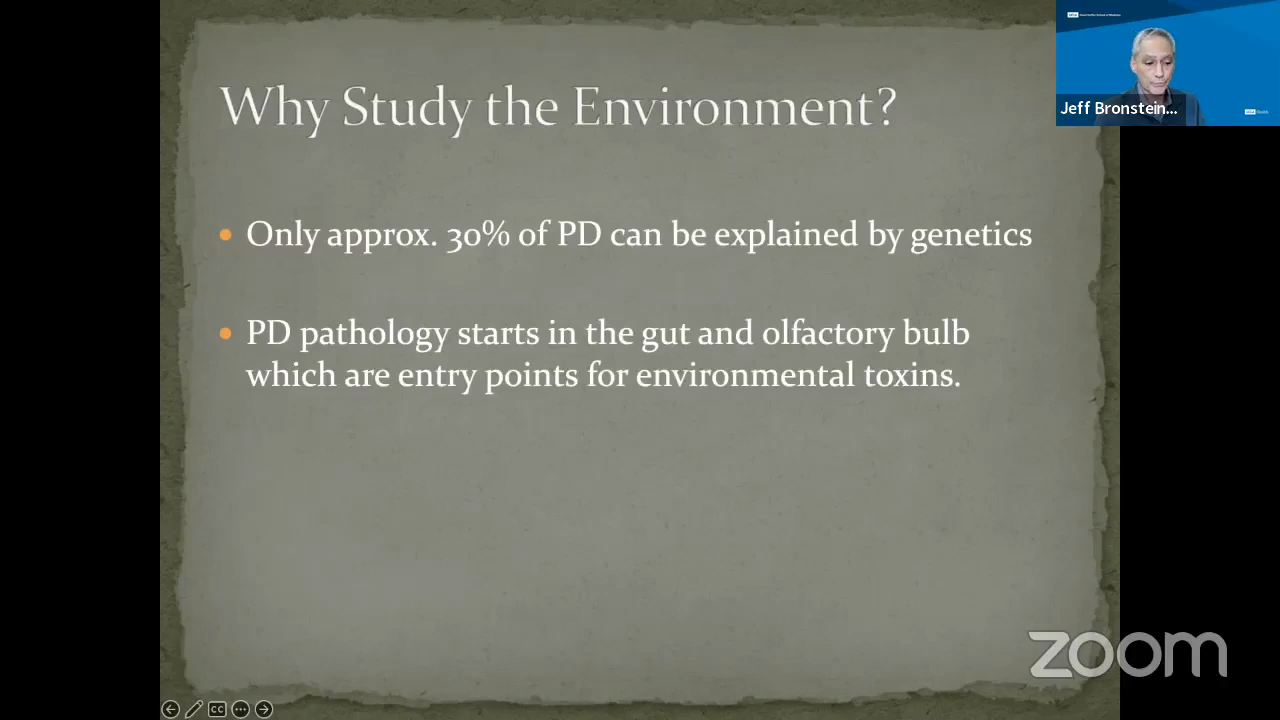 Why Study the Environment?
Only approx. 30% of PD can be explained by genetics
PD pathology starts in the gut and olfactory bulb
which are entry points for environmental toxins.
Jeff Bronstein...
zoom
CC